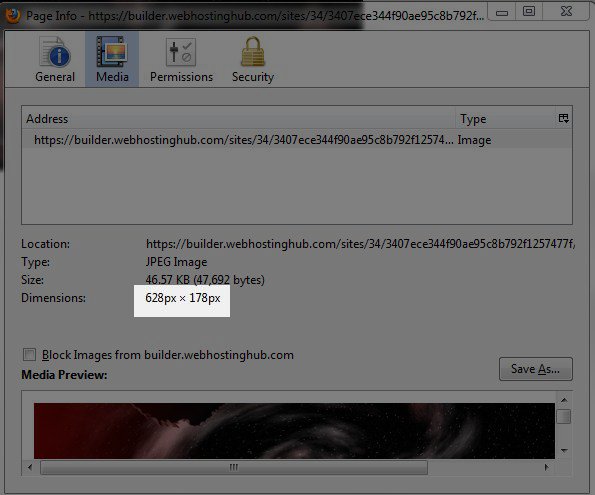 Page Info - https://builder.webhostinghub.com/sites/34/3407ece344f90ae95c8b792f...
General Media Permissions Security
Address Type
https://builder.webhostinghub.com/sites/34/3407ece344f90ae95c8b792f12574... Image
Location: https://builder.webhostinghub.com/sites/34/3407ece344f90ae95c8b792f1257477f/
Type: JPEG Image
Size: 46.57 KB (47,692 bytes)
Dimensions: 628px × 178px
Block Images from builder.webhostinghub.com
Media Preview:
Save As...